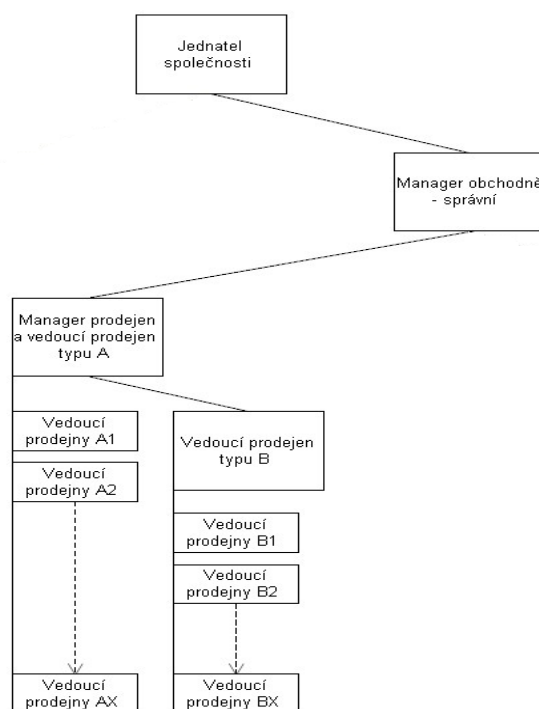 Jednatel
společnosti
Manager obchodně
- správní
Manager prodejen
a vedoucí prodejen
typu A
Vedoucí
prodejny A1
Vedoucí prodejen
typu B
Vedoucí
prodejny A2
Vedoucí
prodejny B1
Vedoucí
prodejny B2
Vedoucí
prodejny AX
Vedoucí
prodejny BX